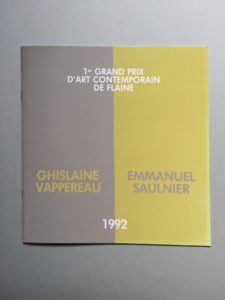 1er GRAND PRIX
D'ART CONTEMPORAIN
DE FLAINE
GHISLAINE
VAPPEREAU
EMMANUEL
SAULNIER
1992